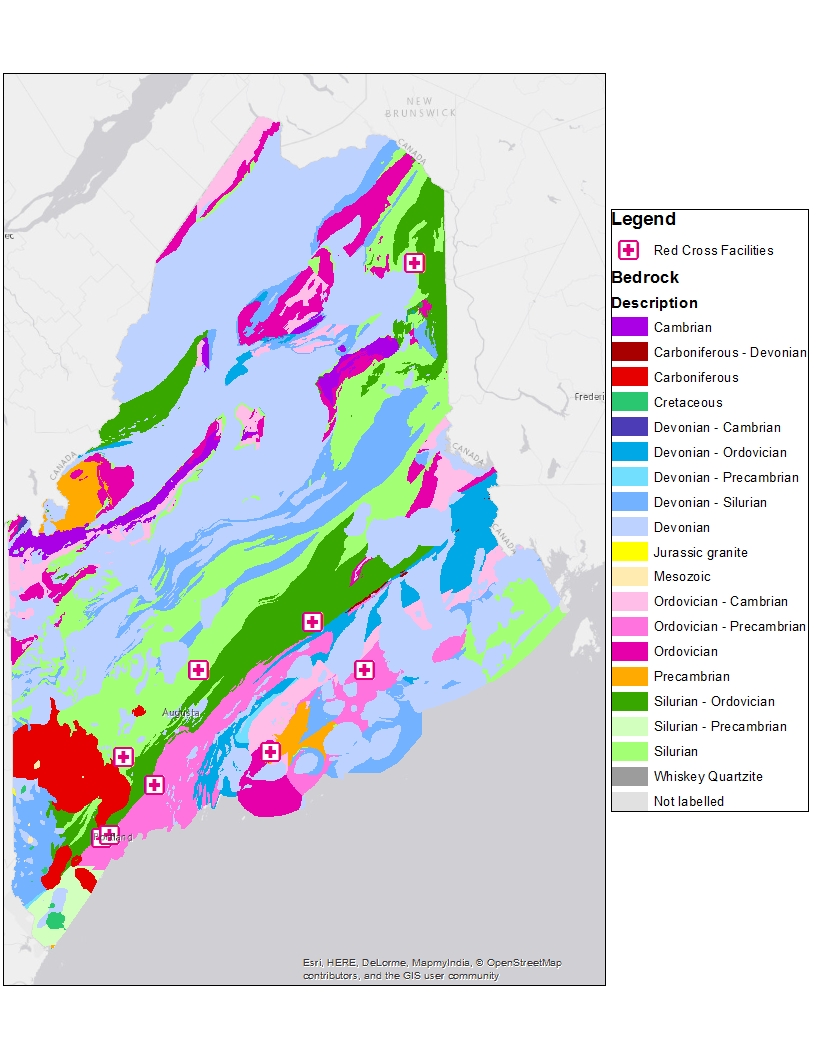 NEW
BRUNSWICK
CANADA
ec
Frederi
CANADA
CANADA
CANADA
Augusta
Portland
Esri, HERE, DeLorme, MapmyIndia, © OpenStreetMap
contributors, and the GIS user community
Legend
Red Cross Facilities
Bedrock
Description
Cambrian
Carboniferous - Devonian
Carboniferous
Cretaceous
Devonian - Cambrian
Devonian - Ordovician
Devonian - Precambrian
Devonian - Silurian
Devonian
Jurassic granite
Mesozoic
Ordovician - Cambrian
Ordovician - Precambrian
Ordovician
Precambrian
Silurian - Ordovician
Silurian - Precambrian
Silurian
Whiskey Quartzite
Not labelled